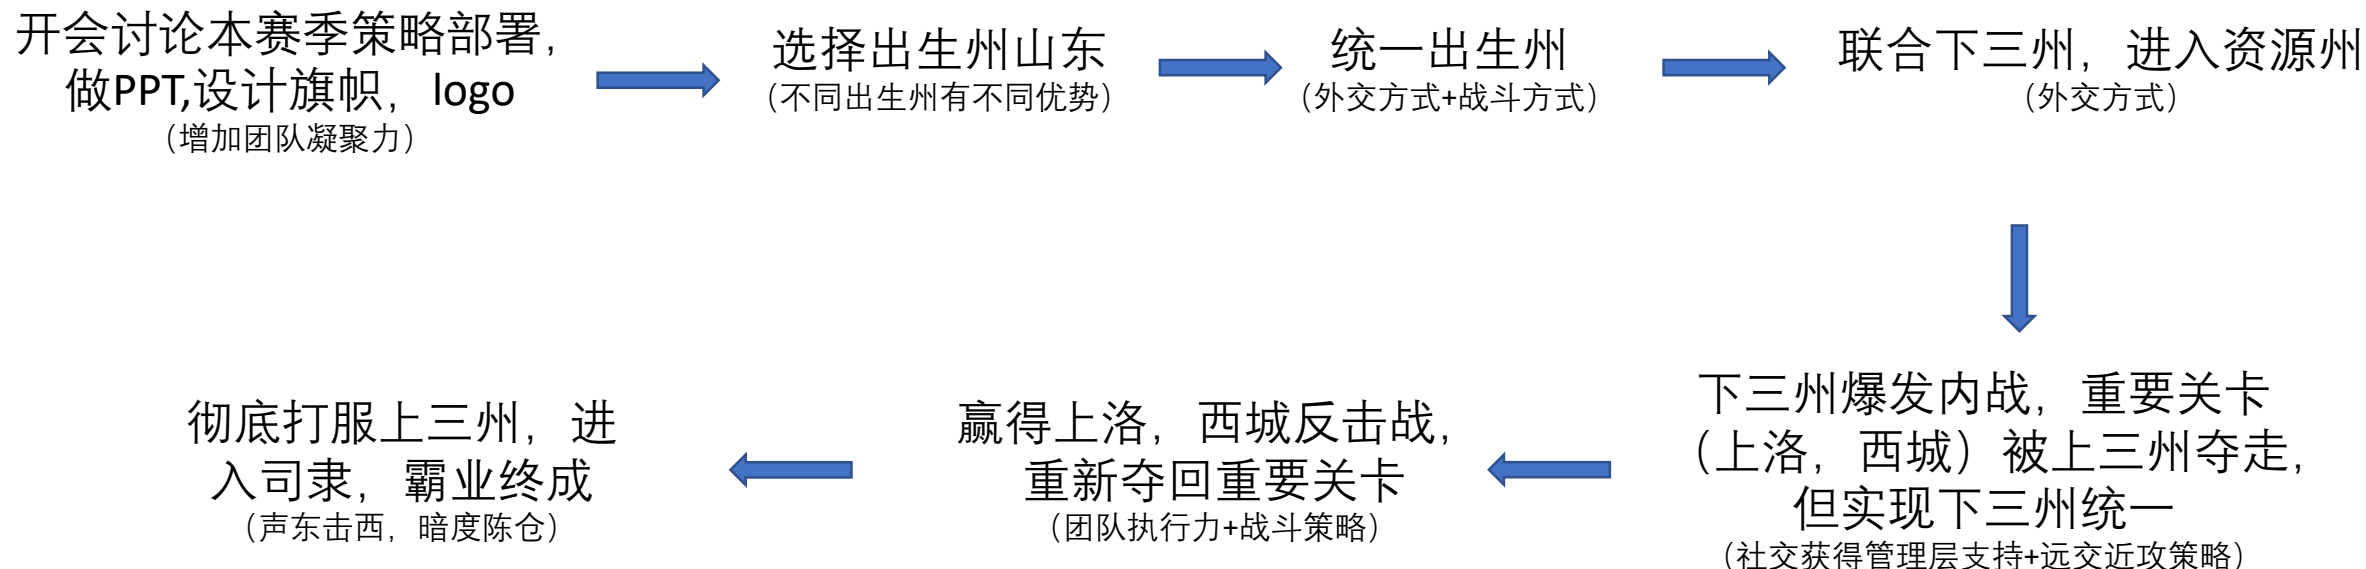 开会讨论本赛季策略部署，
做PPT,设计旗帜，logo
（增加团队凝聚力）
选择出生州山东
（不同出生州有不同优势）
统一出生州
（外交方式+战斗方式）
联合下三州，进入资源州
（外交方式）
下三州爆发内战，重要关卡
（上洛，西城）被上三州夺走，
但实现下三州统一
（社交获得管理层支持+远交近攻策略）
赢得上洛，西城反击战，
重新夺回重要关卡
（团队执行力+战斗策略）
彻底打服上三州，进
入司隶，霸业终成
（声东击西，暗度陈仓）